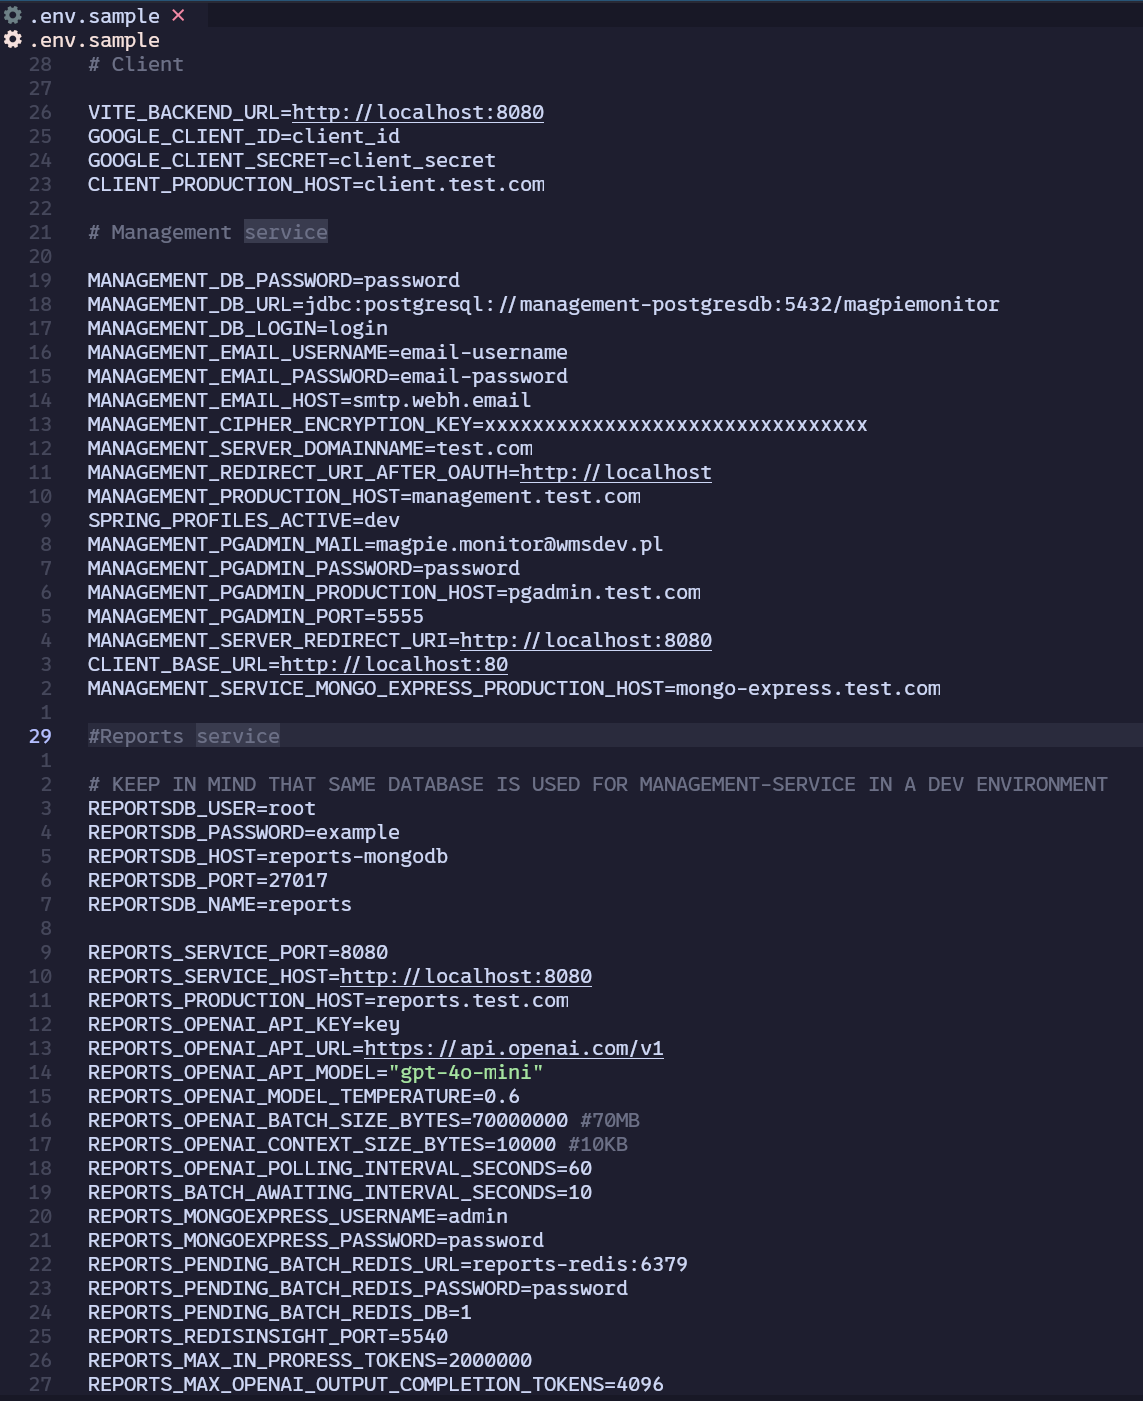 .env.sample ×
.env.sample
28 # Client
27
26 VITE_BACKEND_URL=http://localhost:8080
25 GOOGLE_CLIENT_ID=client_id
24 GOOGLE_CLIENT_SECRET=client_secret
23 CLIENT_PRODUCTION_HOST=client.test.com
22
21 # Management service
20
19 MANAGEMENT_DB_PASSWORD=password
18 MANAGEMENT_DB_URL=jdbc:postgresql://management-postgresdb:5432/magpiemonitor
17 MANAGEMENT_DB_LOGIN=login
16 MANAGEMENT_EMAIL_USERNAME=email-username
15 MANAGEMENT_EMAIL_PASSWORD=email-password
14 MANAGEMENT_EMAIL_HOST=smtp.webh.email
13 MANAGEMENT_CIPHER_ENCRYPTION_KEY=xxxxxxxxxxxxxxxxxxxxxxxxxxxxxxxx
12 MANAGEMENT_SERVER_DOMAINNAME=test.com
11 MANAGEMENT_REDIRECT_URI_AFTER_OAUTH=http://localhost
10 MANAGEMENT_PRODUCTION_HOST=management.test.com
9 SPRING_PROFILES_ACTIVE=dev
8 MANAGEMENT_PGADMIN_MAIL=magpie.monitor@wmsdev.pl
7 MANAGEMENT_PGADMIN_PASSWORD=password
6 MANAGEMENT_PGADMIN_PRODUCTION_HOST=pgadmin.test.com
5 MANAGEMENT_PGADMIN_PORT=5555
4 MANAGEMENT_SERVER_REDIRECT_URI=http://localhost:8080
3 CLIENT_BASE_URL=http://localhost:80
2 MANAGEMENT_SERVICE_MONGO_EXPRESS_PRODUCTION_HOST=mongo-express.test.com
1
29 #Reports service
1
2 # KEEP IN MIND THAT SAME DATABASE IS USED FOR MANAGEMENT-SERVICE IN A DEV ENVIRONMENT
3 REPORTSDB_USER=root
4 REPORTSDB_PASSWORD=example
5 REPORTSDB_HOST=reports-mongodb
6 REPORTSDB_PORT=27017
7 REPORTSDB_NAME=reports
8
9 REPORTS_SERVICE_PORT=8080
10 REPORTS_SERVICE_HOST=http://localhost:8080
11 REPORTS_PRODUCTION_HOST=reports.test.com
12 REPORTS_OPENAI_API_KEY=key
13 REPORTS_OPENAI_API_URL=https://api.openai.com/v1
14 REPORTS_OPENAI_API_MODEL="gpt-4o-mini"
15 REPORTS_OPENAI_MODEL_TEMPERATURE=0.6
16 REPORTS_OPENAI_BATCH_SIZE_BYTES=70000000 #70MB
17 REPORTS_OPENAI_CONTEXT_SIZE_BYTES=10000 #10KB
18 REPORTS_OPENAI_POLLING_INTERVAL_SECONDS=60
19 REPORTS_BATCH_AWAITING_INTERVAL_SECONDS=10
20 REPORTS_MONGOEXPRESS_USERNAME=admin
21 REPORTS_MONGOEXPRESS_PASSWORD=password
22 REPORTS_PENDING_BATCH_REDIS_URL=reports-redis:6379
23 REPORTS_PENDING_BATCH_REDIS_PASSWORD=password
24 REPORTS_PENDING_BATCH_REDIS_DB=1
25 REPORTS_REDISINSIGHT_PORT=5540
26 REPORTS_MAX_IN_PRORESS_TOKENS=2000000
27 REPORTS_MAX_OPENAI_OUTPUT_COMPLETION_TOKENS=4096